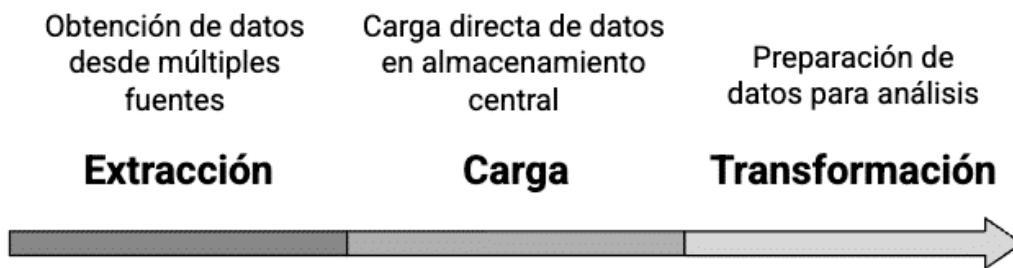 Obtención de datos
desde múltiples
fuentes
Extracción
Carga directa de datos
en almacenamiento
central
Carga
Preparación de
datos para análisis
Transformación